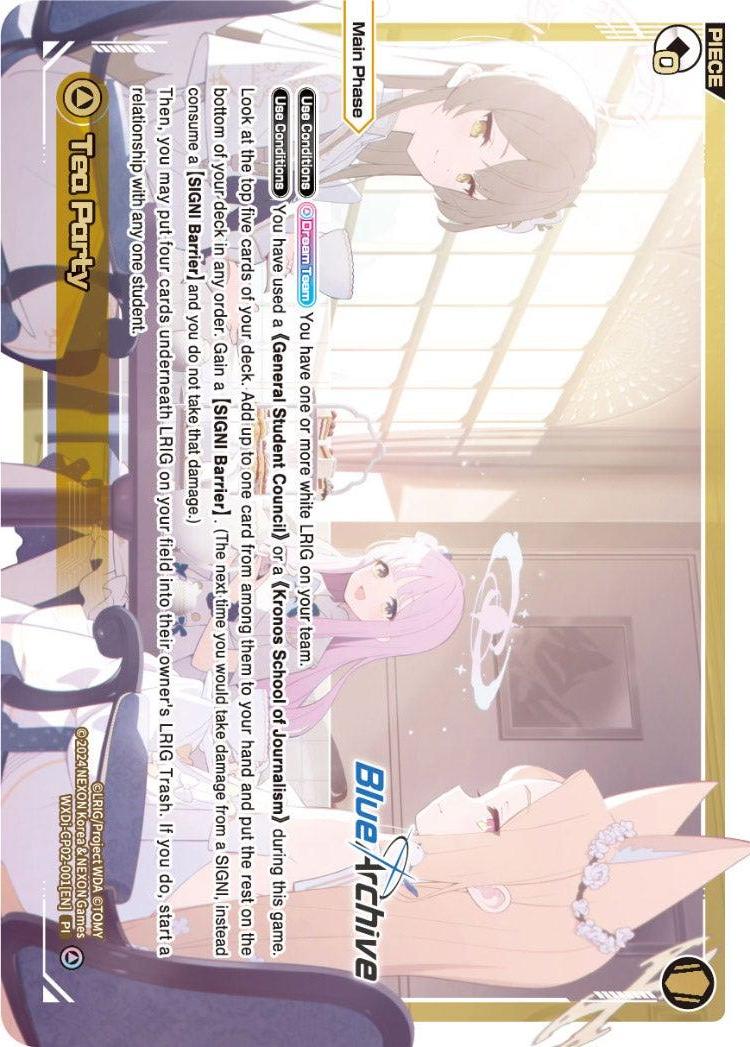 PIECE
0
Main Phase
Blue Archive
Use Conditions Dream Team You have one or more white LRIG on your team.
Use Conditions You have used a 《General Student Council》 or a 《Kronos School of Journalism》 during this game.
Look at the top five cards of your deck. Add up to one card from among them to your hand and put the rest on the
bottom of your deck in any order. Gain a [SIGNI Barrier]. (The next time you would take damage from a SIGNI, instead
consume a [SIGNI Barrier] and you do not take that damage.)
Then, you may put four cards underneath LRIG on your field into their owner's LRIG Trash. If you do, start a
relationship with any one student.
Tea Party
©LRIG/Project WDA ©TOMY
©2024 NEXON Korea & NEXON Games
WXDi-CP02-001[EN] PI